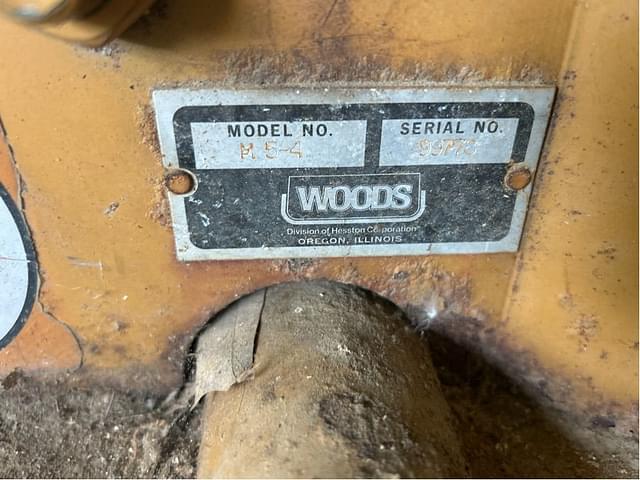 MODEL NO.
SERIAL NO.
M 5-4
WOODS
Division of Hesston Corporation
OREGON, ILLINOIS